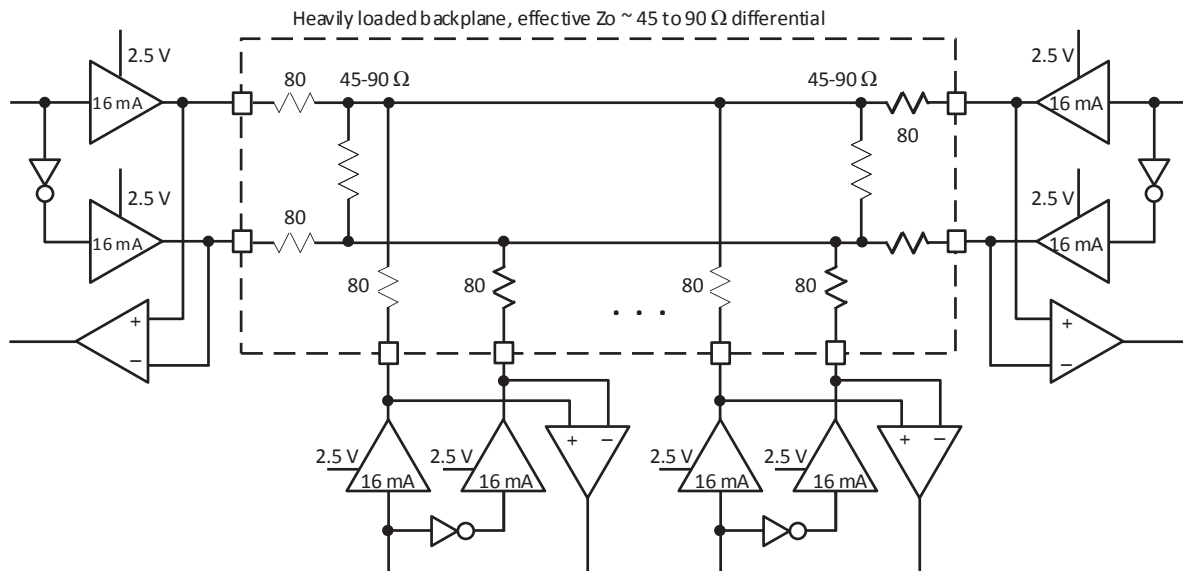 Heavily loaded backplane, effective Zo ~ 45 to 90 Ω differential
2.5 V
80
45-90 Ω
45-90 Ω
2.5 V
16 mA
80
16 mA
2.5 V
80
2.5 V
16 mA
16 mA
80
80
80
80
. . .
+
−
+
−
+ −
+ −
2.5 V
2.5 V
2.5 V
2.5 V
16 mA
16 mA
16 mA
16 mA